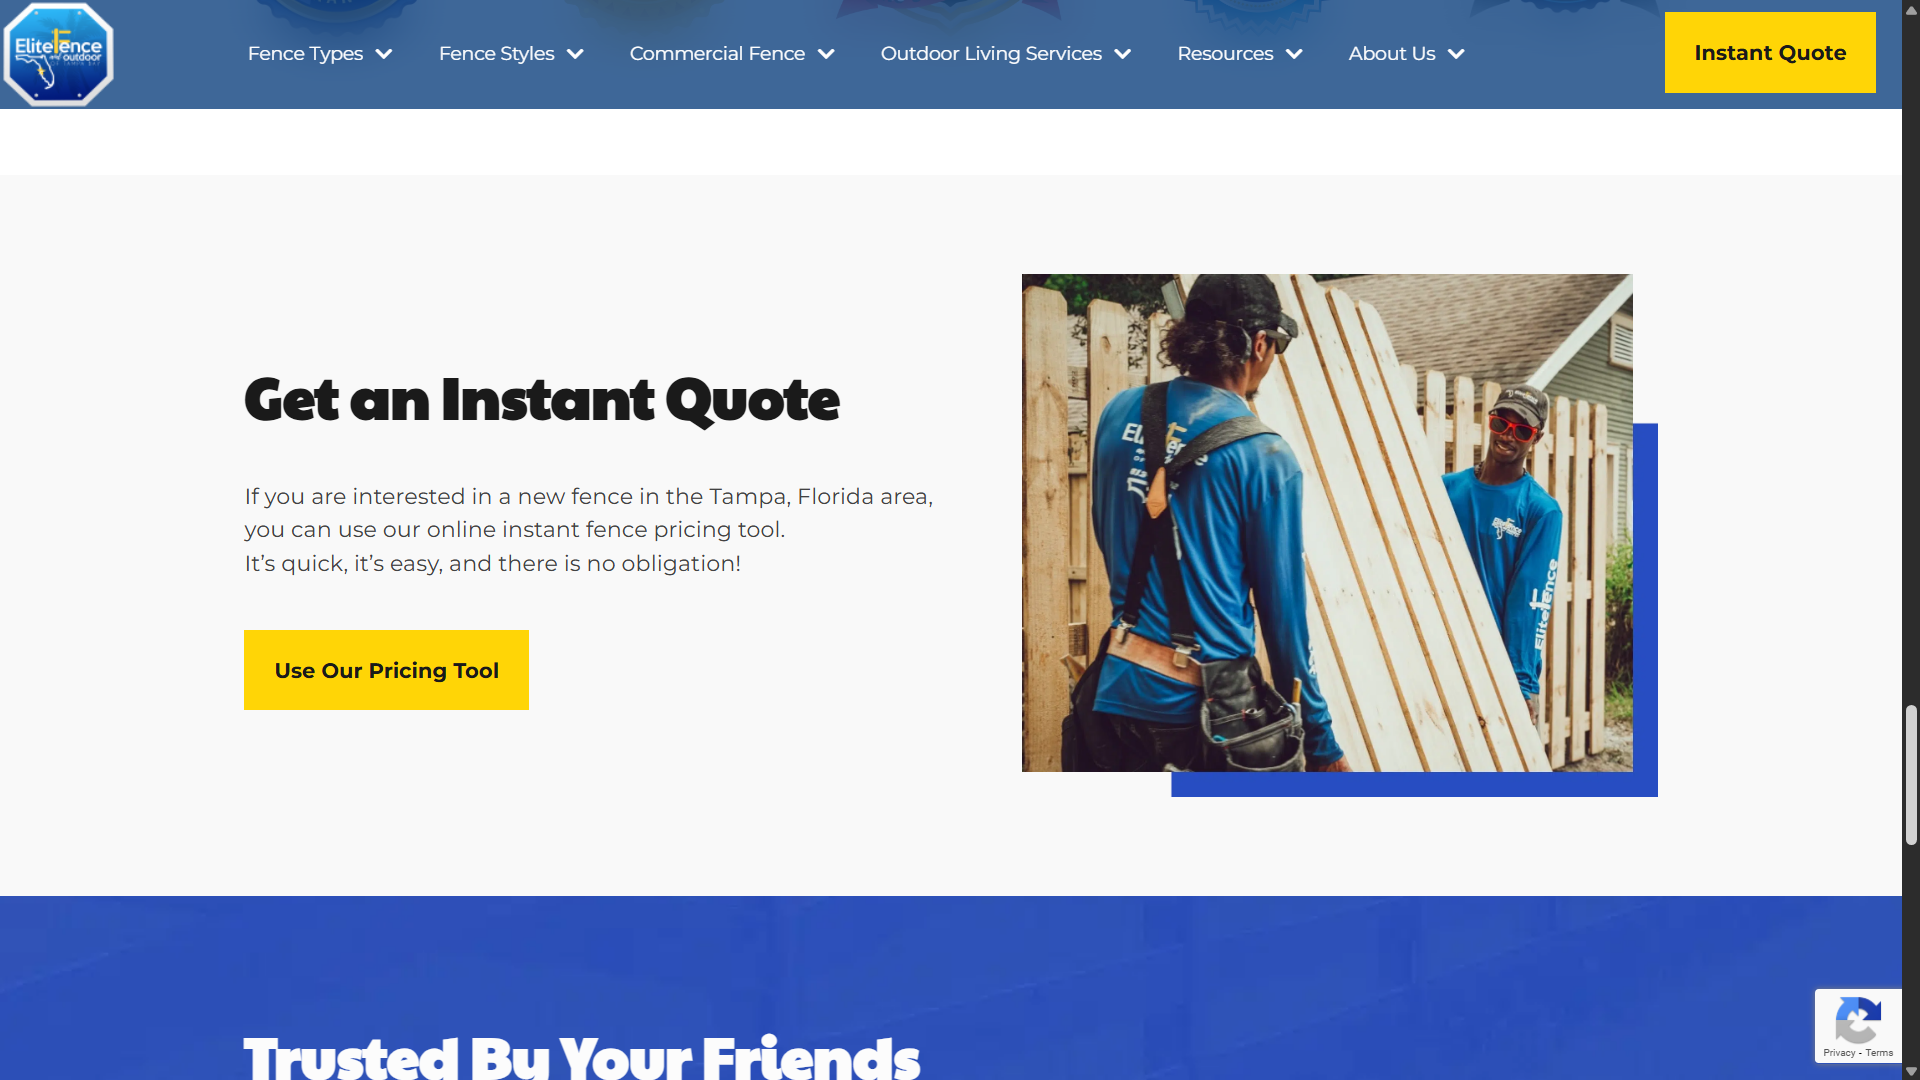 Elitefence
outdoor
Fence Types
Fence Styles
Commercial Fence
Outdoor Living Services
Resources
About Us
Instant Quote
Get an Instant Quote
If you are interested in a new fence in the Tampa, Florida area,
you can use our online instant fence pricing tool.
It’s quick, it’s easy, and there is no obligation!
Use Our Pricing Tool
Elitefence
Trusted By Your Friends
Privacy - Terms